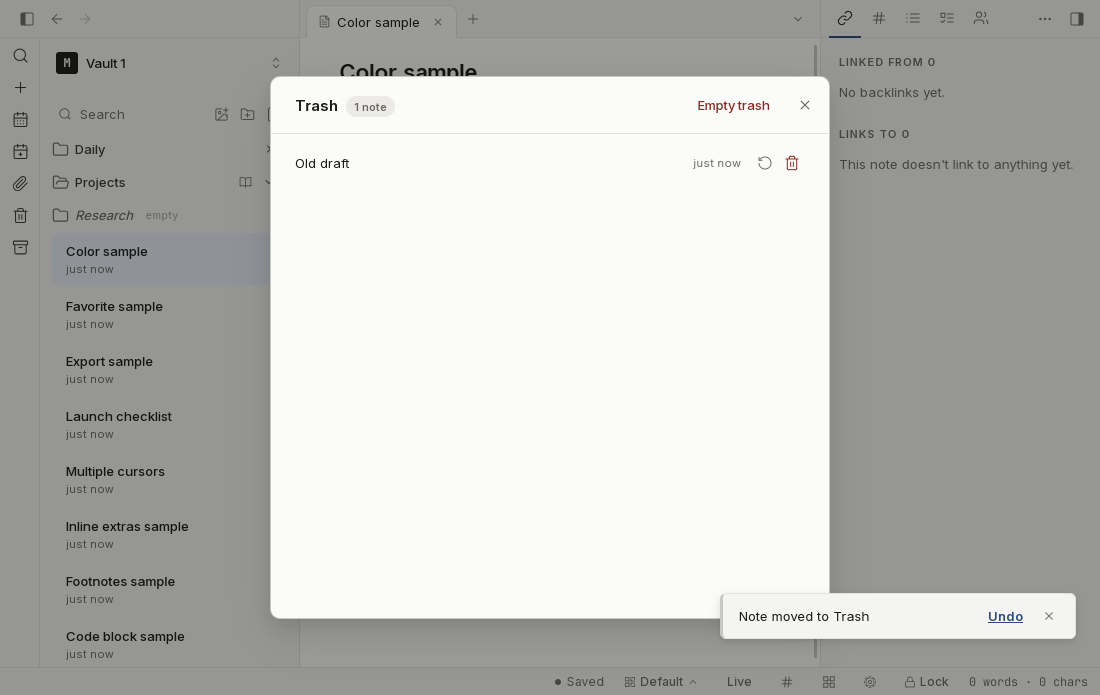 Color sample
M
Vault 1
Search
Daily
Projects
Research empty
Color sample
just now
Favorite sample
just now
Export sample
just now
Launch checklist
just now
Multiple cursors
just now
Inline extras sample
just now
Footnotes sample
just now
Code block sample
just now
Color sample
Trash 1 note Empty trash
Old draft just now
Note moved to Trash Undo
LINKED FROM 0
No backlinks yet.
LINKS TO 0
This note doesn't link to anything yet.
Saved Default Live Lock 0 words · 0 chars